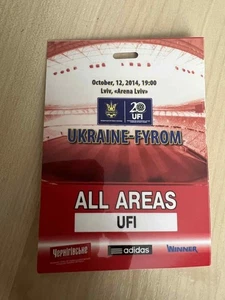 October, 12, 2014, 19:00
Lviv, «Arena Lviv»
20
UFI
UKRAINE-FYROM
ALL AREAS
UFI
Чернігівське
adidas
WINNER